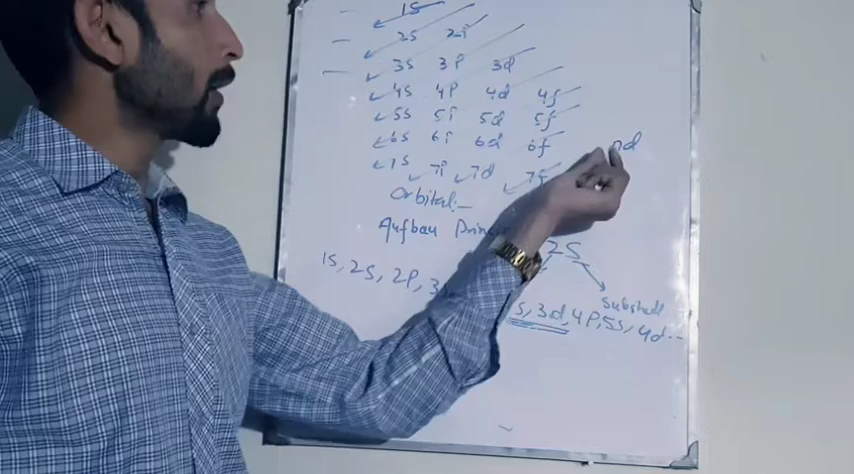 1S
2S 2P
3S 3P 3d
4S 4P 4d 4f
5S 5P 5d 5f
6S 6P 6d 6f
7S 7P 7d 7f
nd
Orbital:-
Aufbau
2S
Subshell
1S, 2S, 2P, 3
S, 3d, 4P, 5S, 4d...